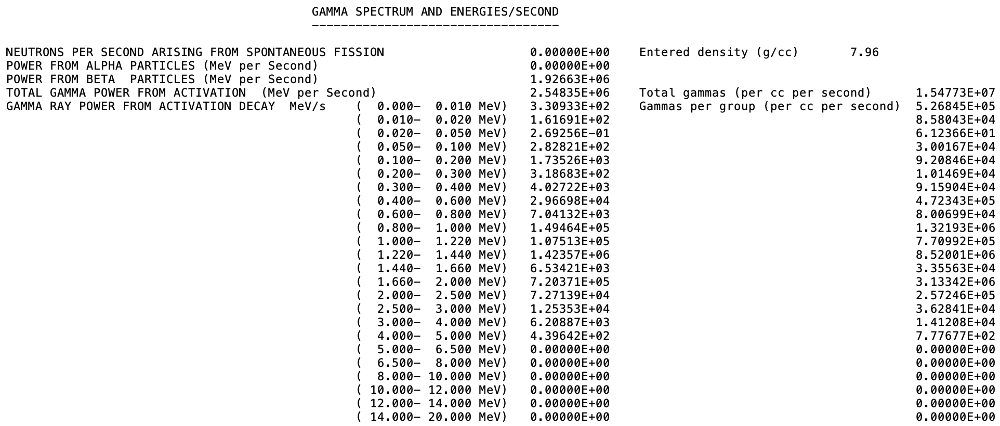 GAMMA SPECTRUM AND ENERGIES/SECOND
----------------------------------
NEUTRONS PER SECOND ARISING FROM SPONTANEOUS FISSION 0.00000E+00 Entered density (g/cc) 7.96
POWER FROM ALPHA PARTICLES (MeV per Second) 0.00000E+00
POWER FROM BETA  PARTICLES (MeV per Second) 1.92663E+06
TOTAL GAMMA POWER FROM ACTIVATION  (MeV per Second) 2.54835E+06 Total gammas (per cc per second) 1.54773E+07
GAMMA RAY POWER FROM ACTIVATION DECAY  MeV/s ( 0.000- 0.010 MeV) 3.30933E+02 Gammas per group (per cc per second) 5.26845E+05
( 0.010- 0.020 MeV) 1.61691E+02 8.58043E+04
( 0.020- 0.050 MeV) 2.69256E-01 6.12366E+01
( 0.050- 0.100 MeV) 2.82821E+02 3.00167E+04
( 0.100- 0.200 MeV) 1.73526E+03 9.20846E+04
( 0.200- 0.300 MeV) 3.18683E+02 1.01469E+04
( 0.300- 0.400 MeV) 4.02722E+03 9.15904E+04
( 0.400- 0.600 MeV) 2.96698E+04 4.72343E+05
( 0.600- 0.800 MeV) 7.04132E+03 8.00699E+04
( 0.800- 1.000 MeV) 1.49464E+05 1.32193E+06
( 1.000- 1.220 MeV) 1.07513E+05 7.70992E+05
( 1.220- 1.440 MeV) 1.42357E+06 8.52001E+06
( 1.440- 1.660 MeV) 6.53421E+03 3.35563E+04
( 1.660- 2.000 MeV) 7.20371E+05 3.13342E+06
( 2.000- 2.500 MeV) 7.27139E+04 2.57246E+05
( 2.500- 3.000 MeV) 1.25353E+04 3.62841E+04
( 3.000- 4.000 MeV) 6.20887E+03 1.41208E+04
( 4.000- 5.000 MeV) 4.39642E+02 7.77677E+02
( 5.000- 6.500 MeV) 0.00000E+00 0.00000E+00
( 6.500- 8.000 MeV) 0.00000E+00 0.00000E+00
( 8.000- 10.000 MeV) 0.00000E+00 0.00000E+00
( 10.000- 12.000 MeV) 0.00000E+00 0.00000E+00
( 12.000- 14.000 MeV) 0.00000E+00 0.00000E+00
( 14.000- 20.000 MeV) 0.00000E+00 0.00000E+00